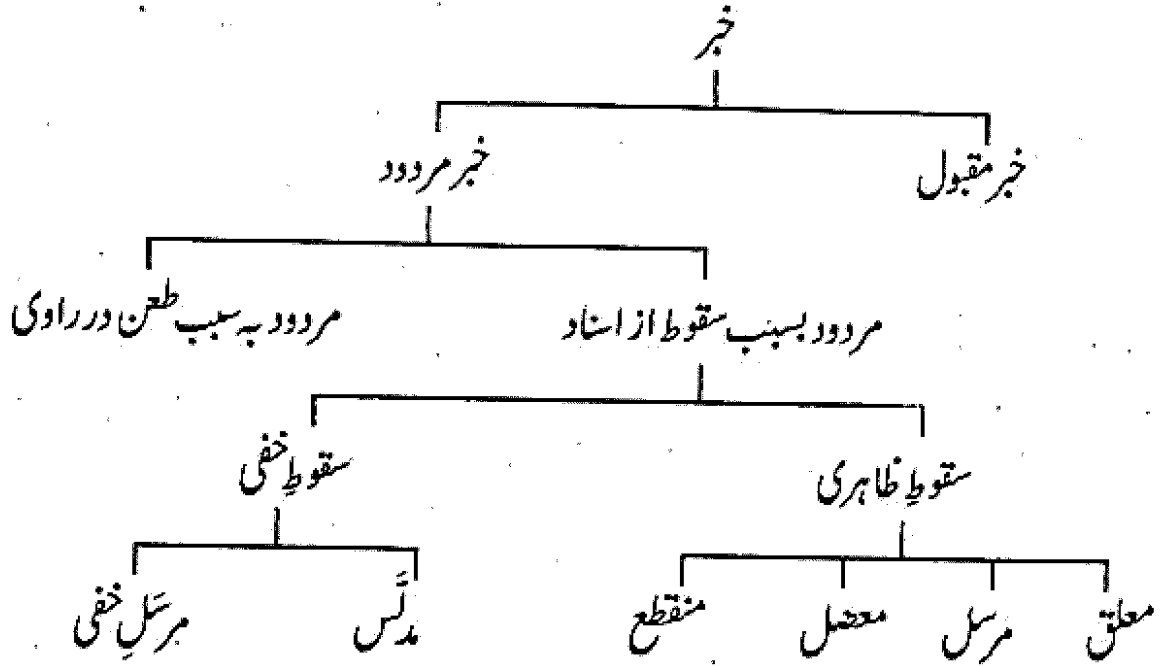 خبر
خبر مقبول
خبر مردود
مردود بسبب سقوط از اسناد
مردود بہ سبب طعن در راوی
سقوطِ ظاہری
سقوطِ خفی
معلق
مرسل
معضل
منقطع
مدلَّس
مرسَلِ خفی